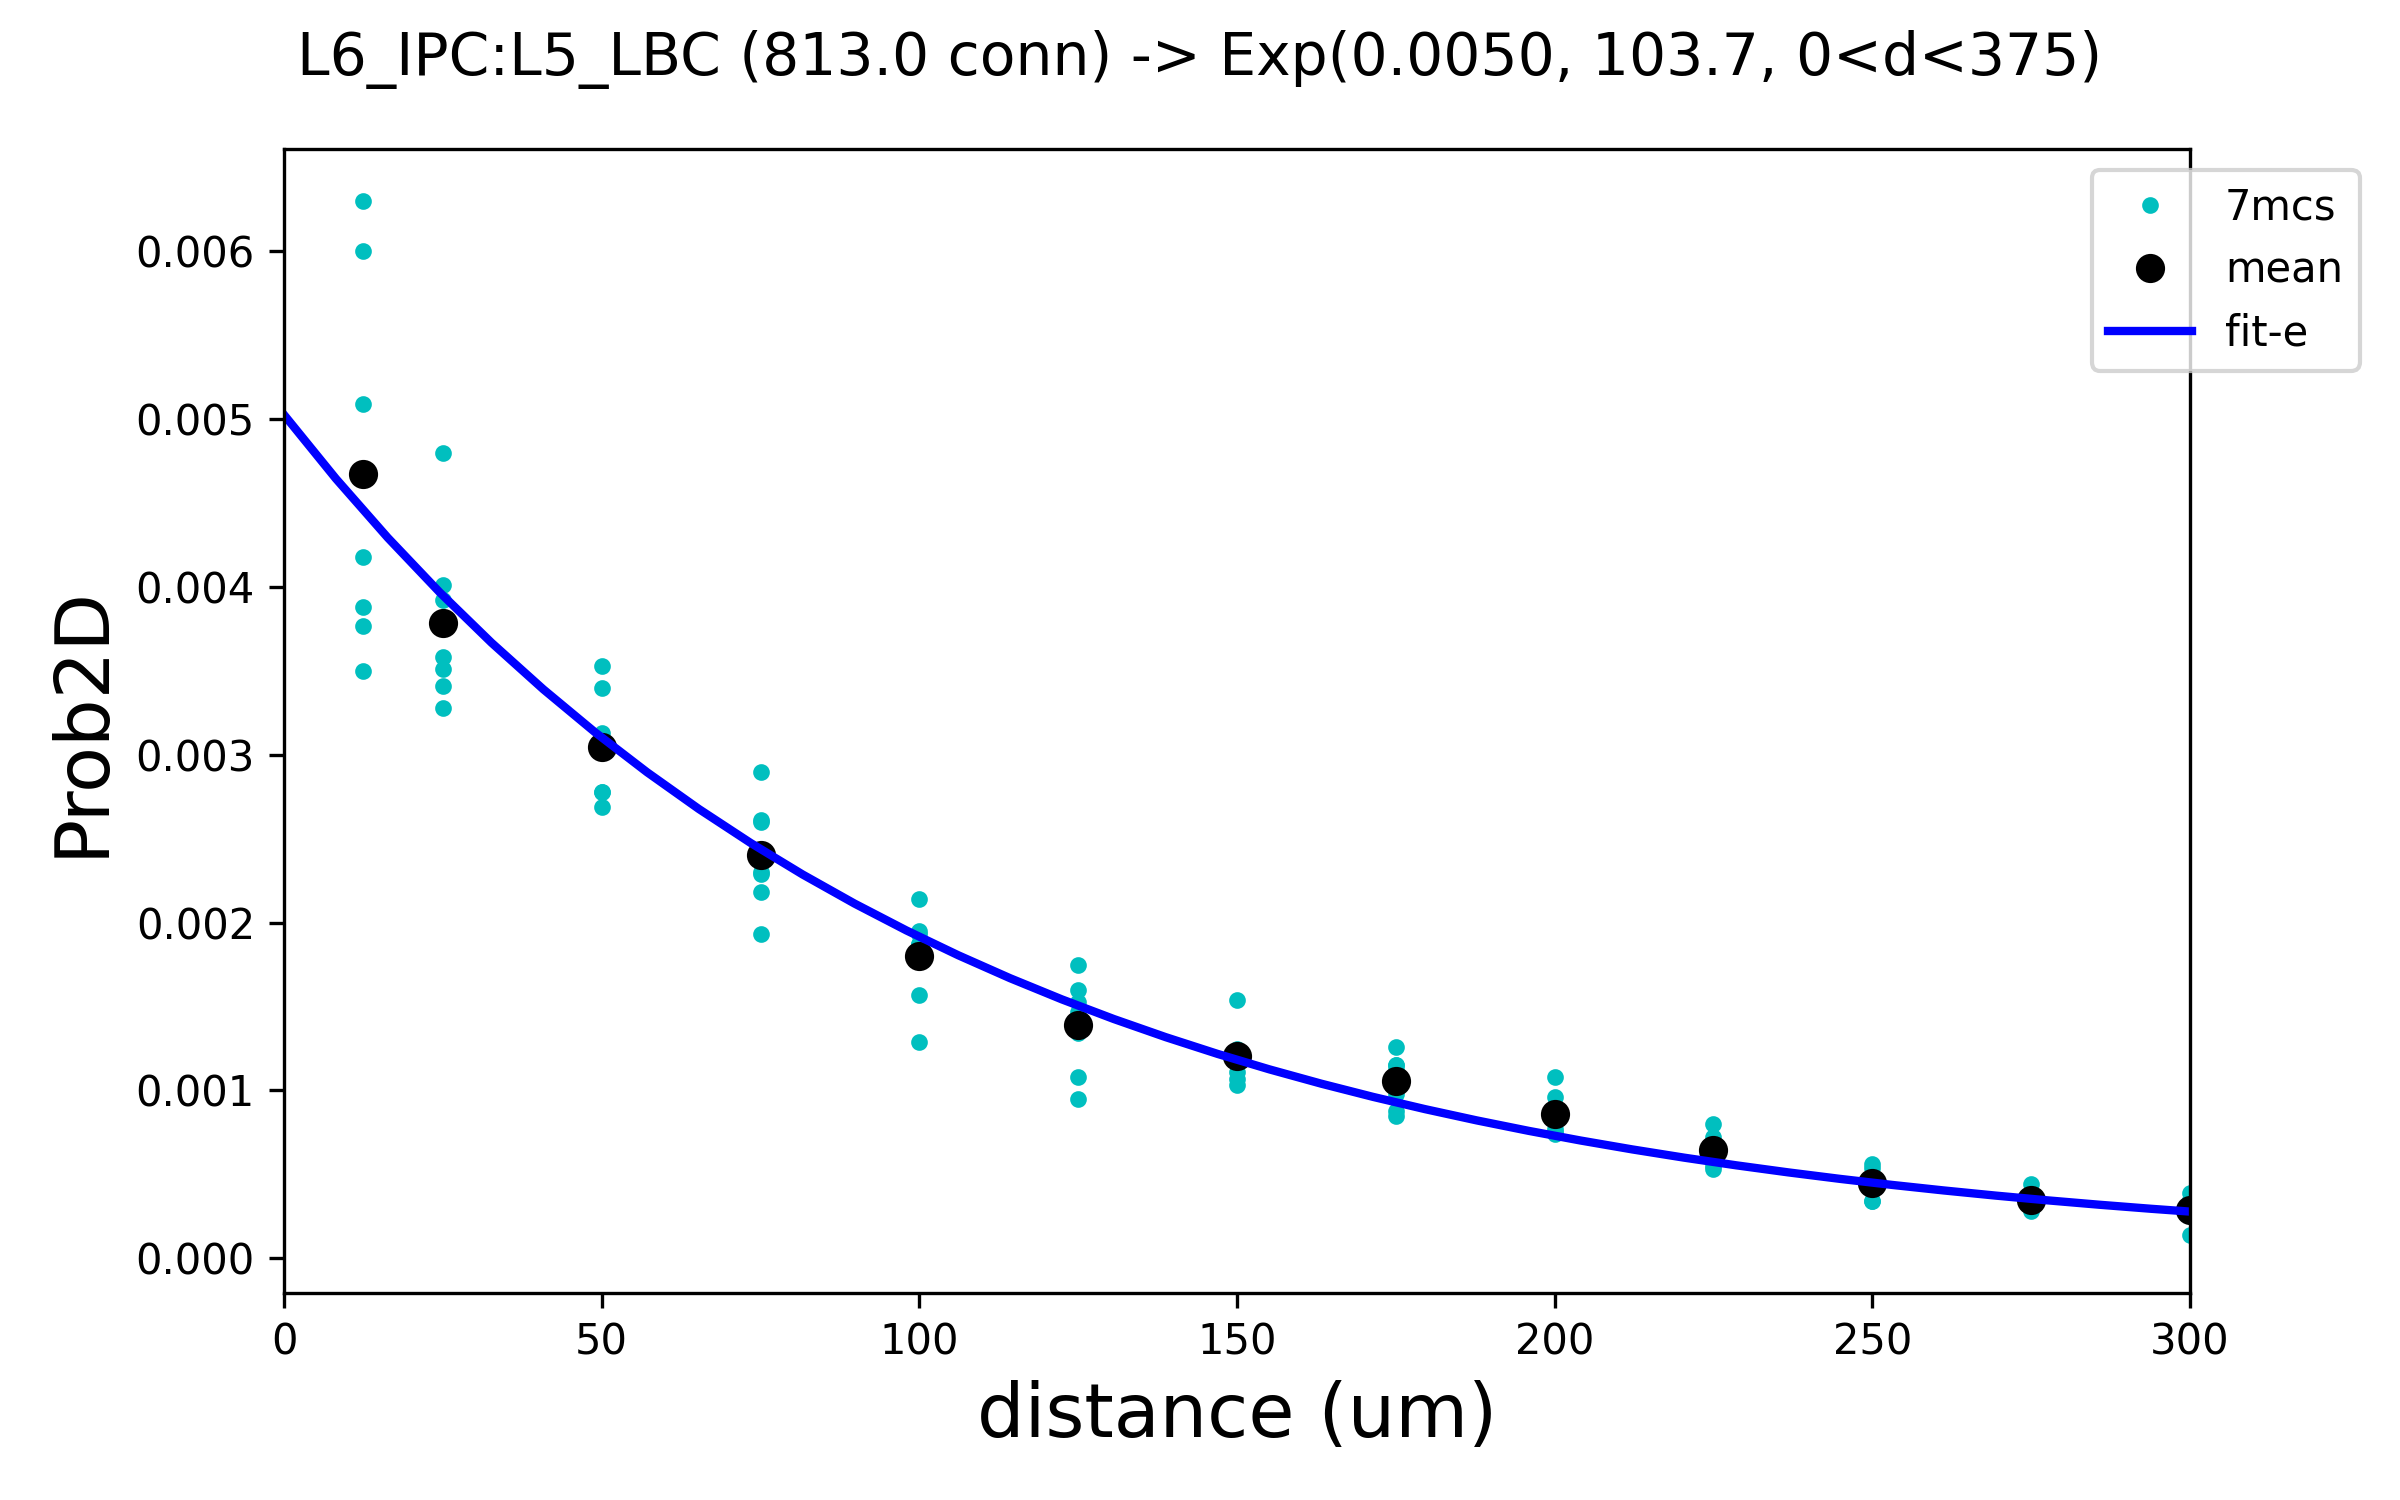 L6_IPC:L5_LBC (813.0 conn) -> Exp(0.0050, 103.7, 0<d<375)
7mcs
mean
fit-e
Prob2D
0.006
0.005
0.004
0.003
0.002
0.001
0.000
0 50 100 150 200 250 300
distance (um)